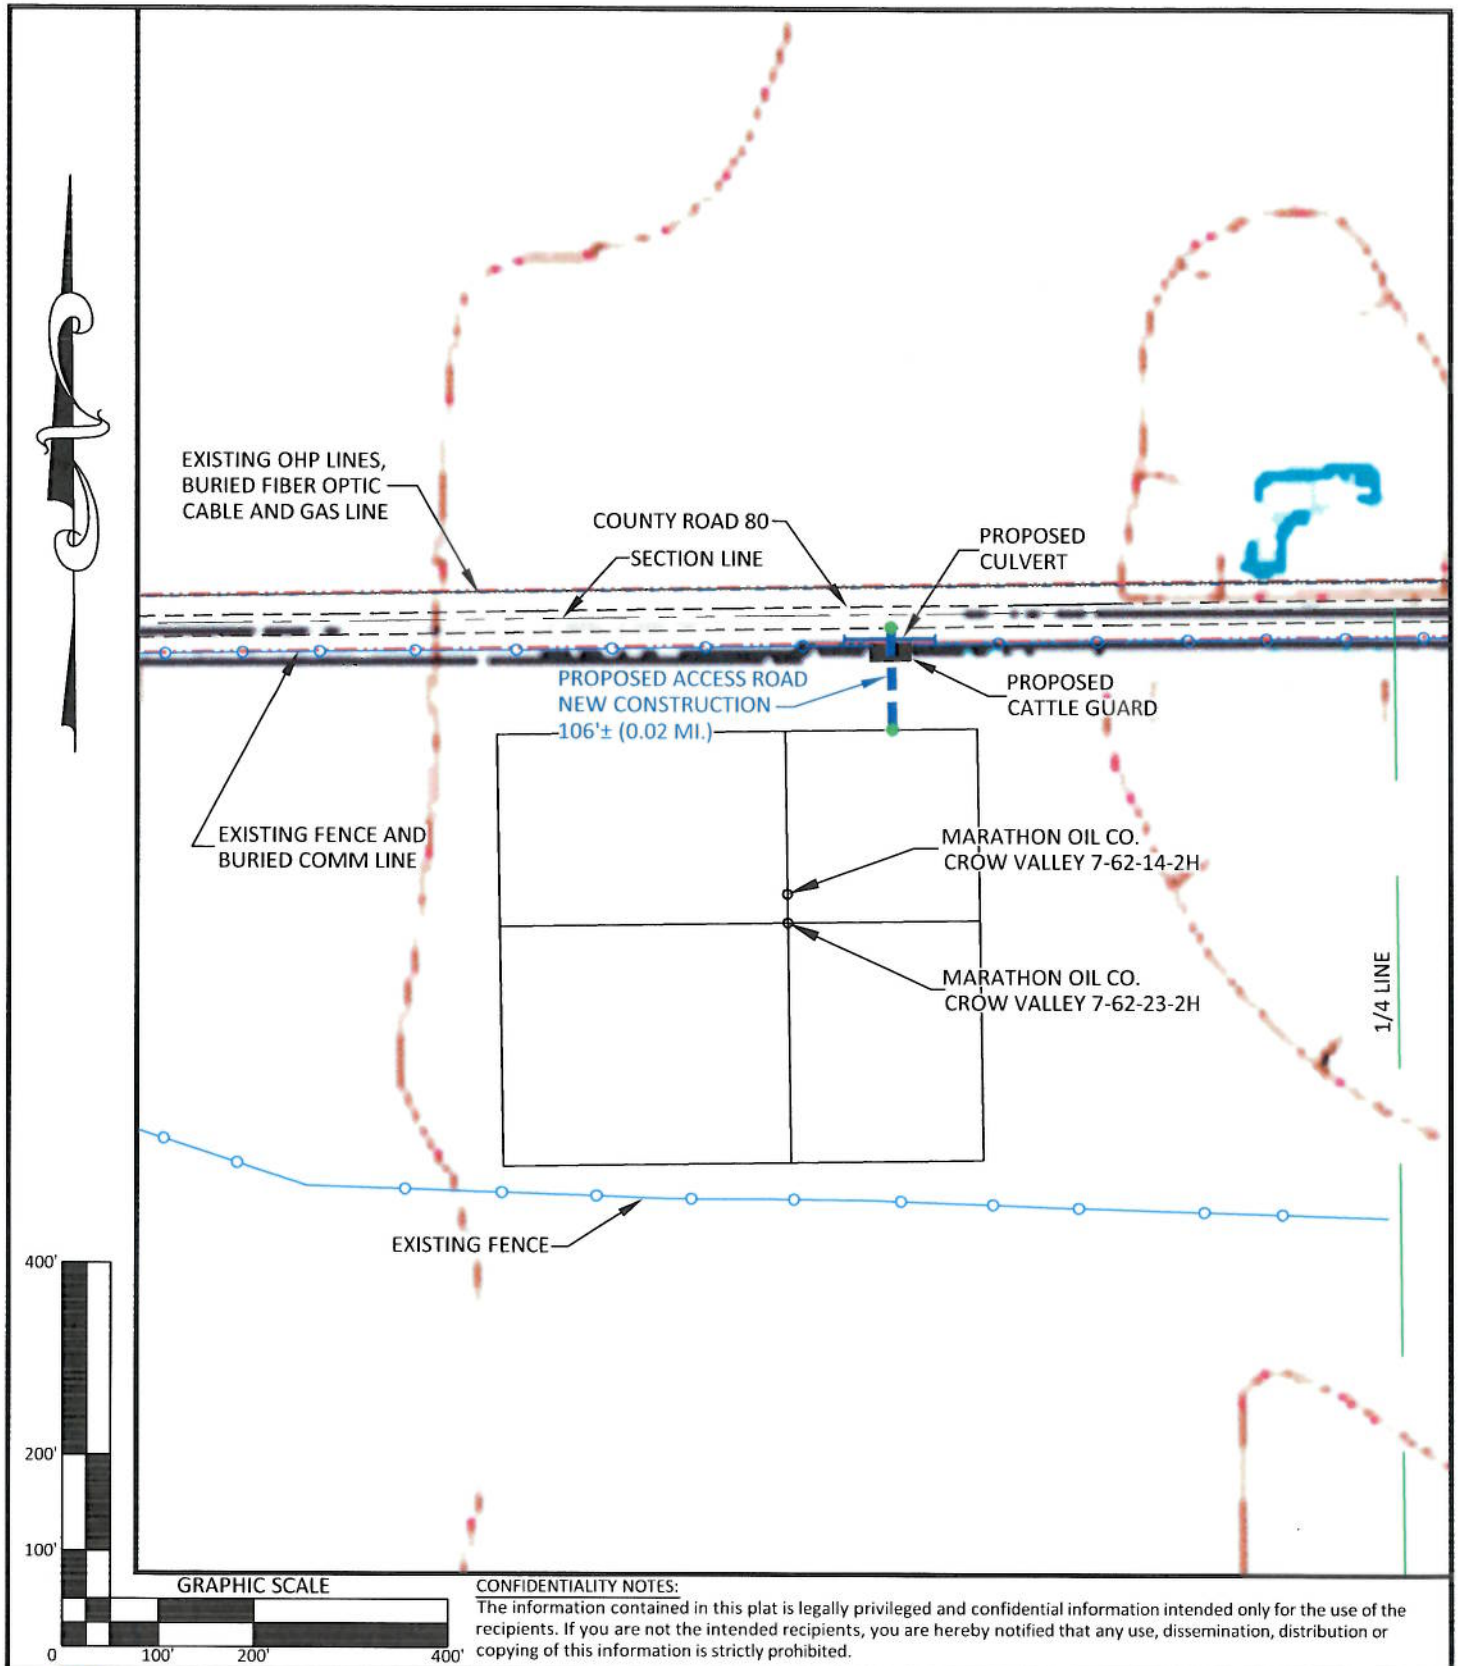 EXISTING OHP LINES,
BURIED FIBER OPTIC
CABLE AND GAS LINE
COUNTY ROAD 80
SECTION LINE
PROPOSED
CULVERT
PROPOSED ACCESS ROAD
NEW CONSTRUCTION
106'± (0.02 MI.)
PROPOSED
CATTLE GUARD
EXISTING FENCE AND
BURIED COMM LINE
MARATHON OIL CO.
CROW VALLEY 7-62-14-2H
MARATHON OIL CO.
CROW VALLEY 7-62-23-2H
1/4 LINE
EXISTING FENCE
400'
200'
100'
GRAPHIC SCALE
0
100'
200'
400'
CONFIDENTIALITY NOTES:
The information contained in this plat is legally privileged and confidential information intended only for the use of the
recipients. If you are not the intended recipients, you are hereby notified that any use, dissemination, distribution or
copying of this information is strictly prohibited.